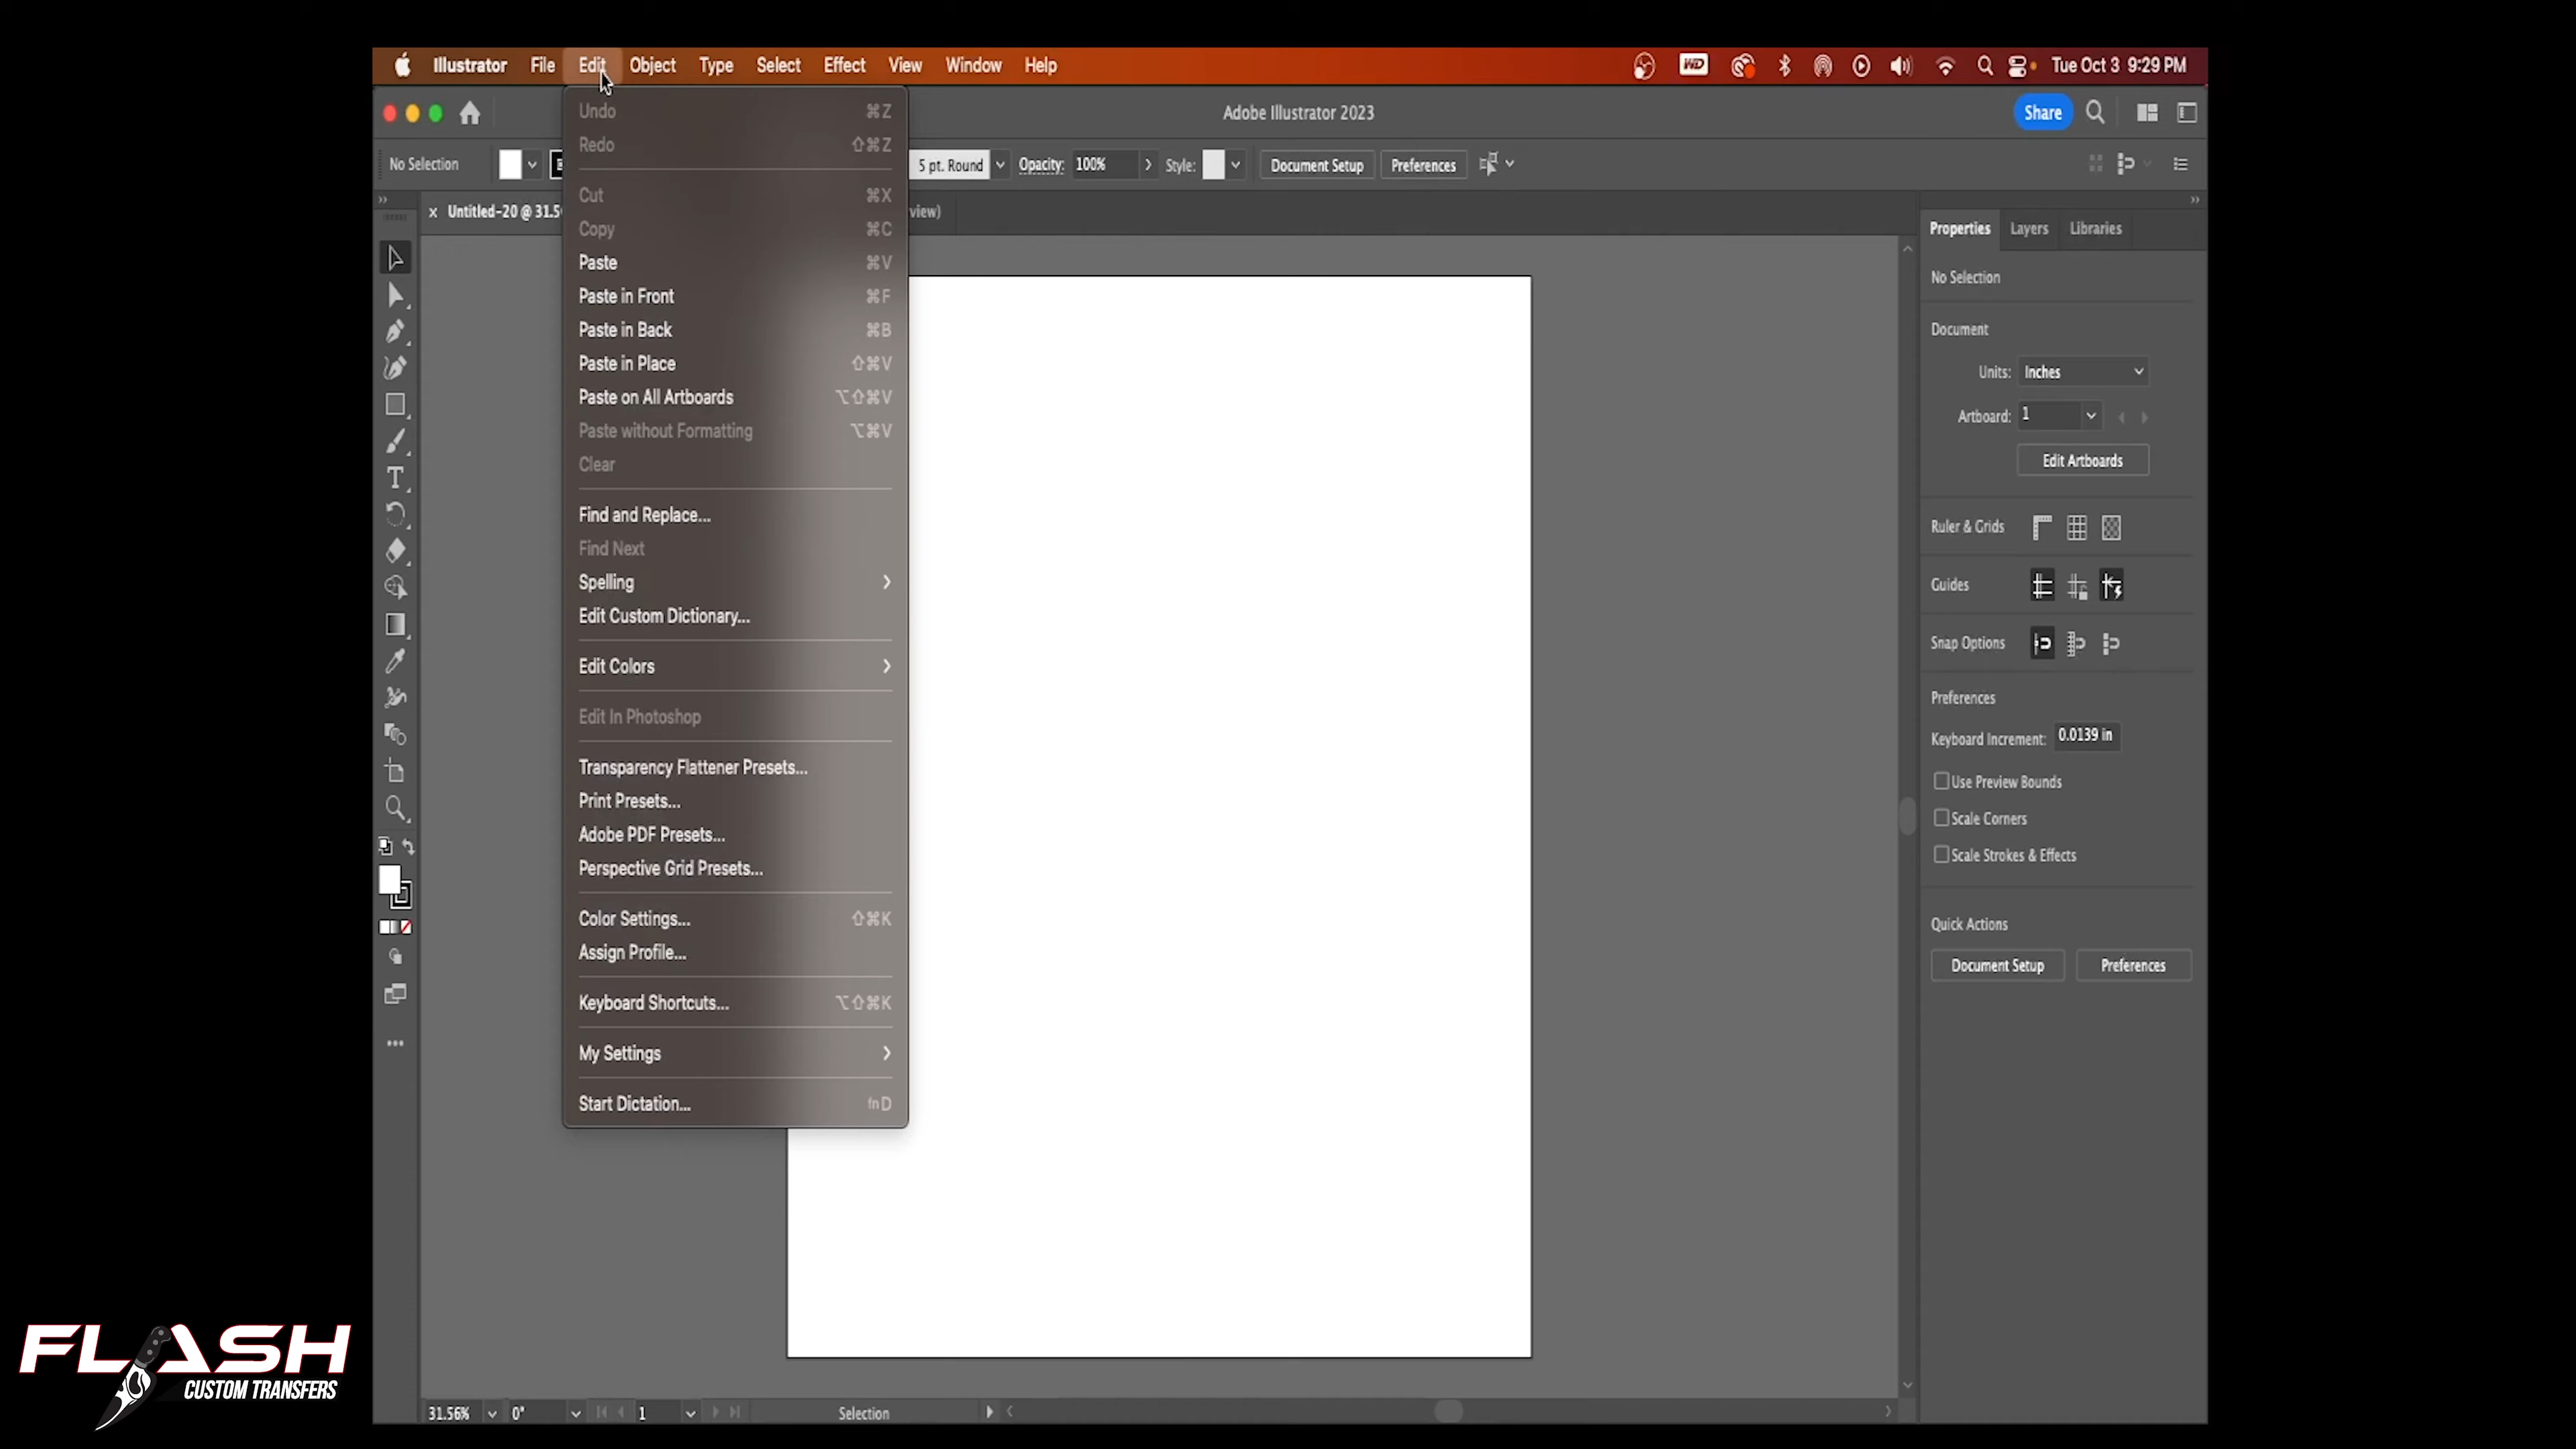 Illustrator File Edit Object Type Select Effect View Window Help WD Tue Oct 3 9:29 PM
Adobe Illustrator 2023 Share
No Selection 5 pt. Round Opacity: 100% Style: Document Setup Preferences
Untitled-20 @ 31.5 view)
Undo ⌘Z
Redo ⇧⌘Z
Cut ⌘X
Copy ⌘C
Paste ⌘V
Paste in Front ⌘F
Paste in Back ⌘B
Paste in Place ⇧⌘V
Paste on All Artboards ⌥⇧⌘V
Paste without Formatting ⌥⌘V
Clear
Find and Replace...
Find Next
Spelling
Edit Custom Dictionary...
Edit Colors
Edit In Photoshop
Transparency Flattener Presets...
Print Presets...
Adobe PDF Presets...
Perspective Grid Presets...
Color Settings... ⇧⌘K
Assign Profile...
Keyboard Shortcuts... ⌥⇧⌘K
My Settings
Start Dictation... fn D
Properties Layers Libraries
No Selection
Document
Units: Inches
Artboard: 1
Edit Artboards
Ruler & Grids
Guides
Snap Options
Preferences
Keyboard Increment: 0.0139 in
Use Preview Bounds
Scale Corners
Scale Strokes & Effects
Quick Actions
Document Setup Preferences
31.56% 0° 1 Selection
FLASH
CUSTOM TRANSFERS